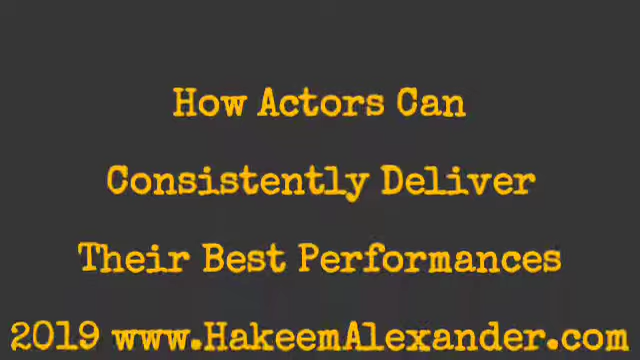 How Actors Can
Consistently Deliver
Their Best Performances
2019 www.HakeemAlexander.com